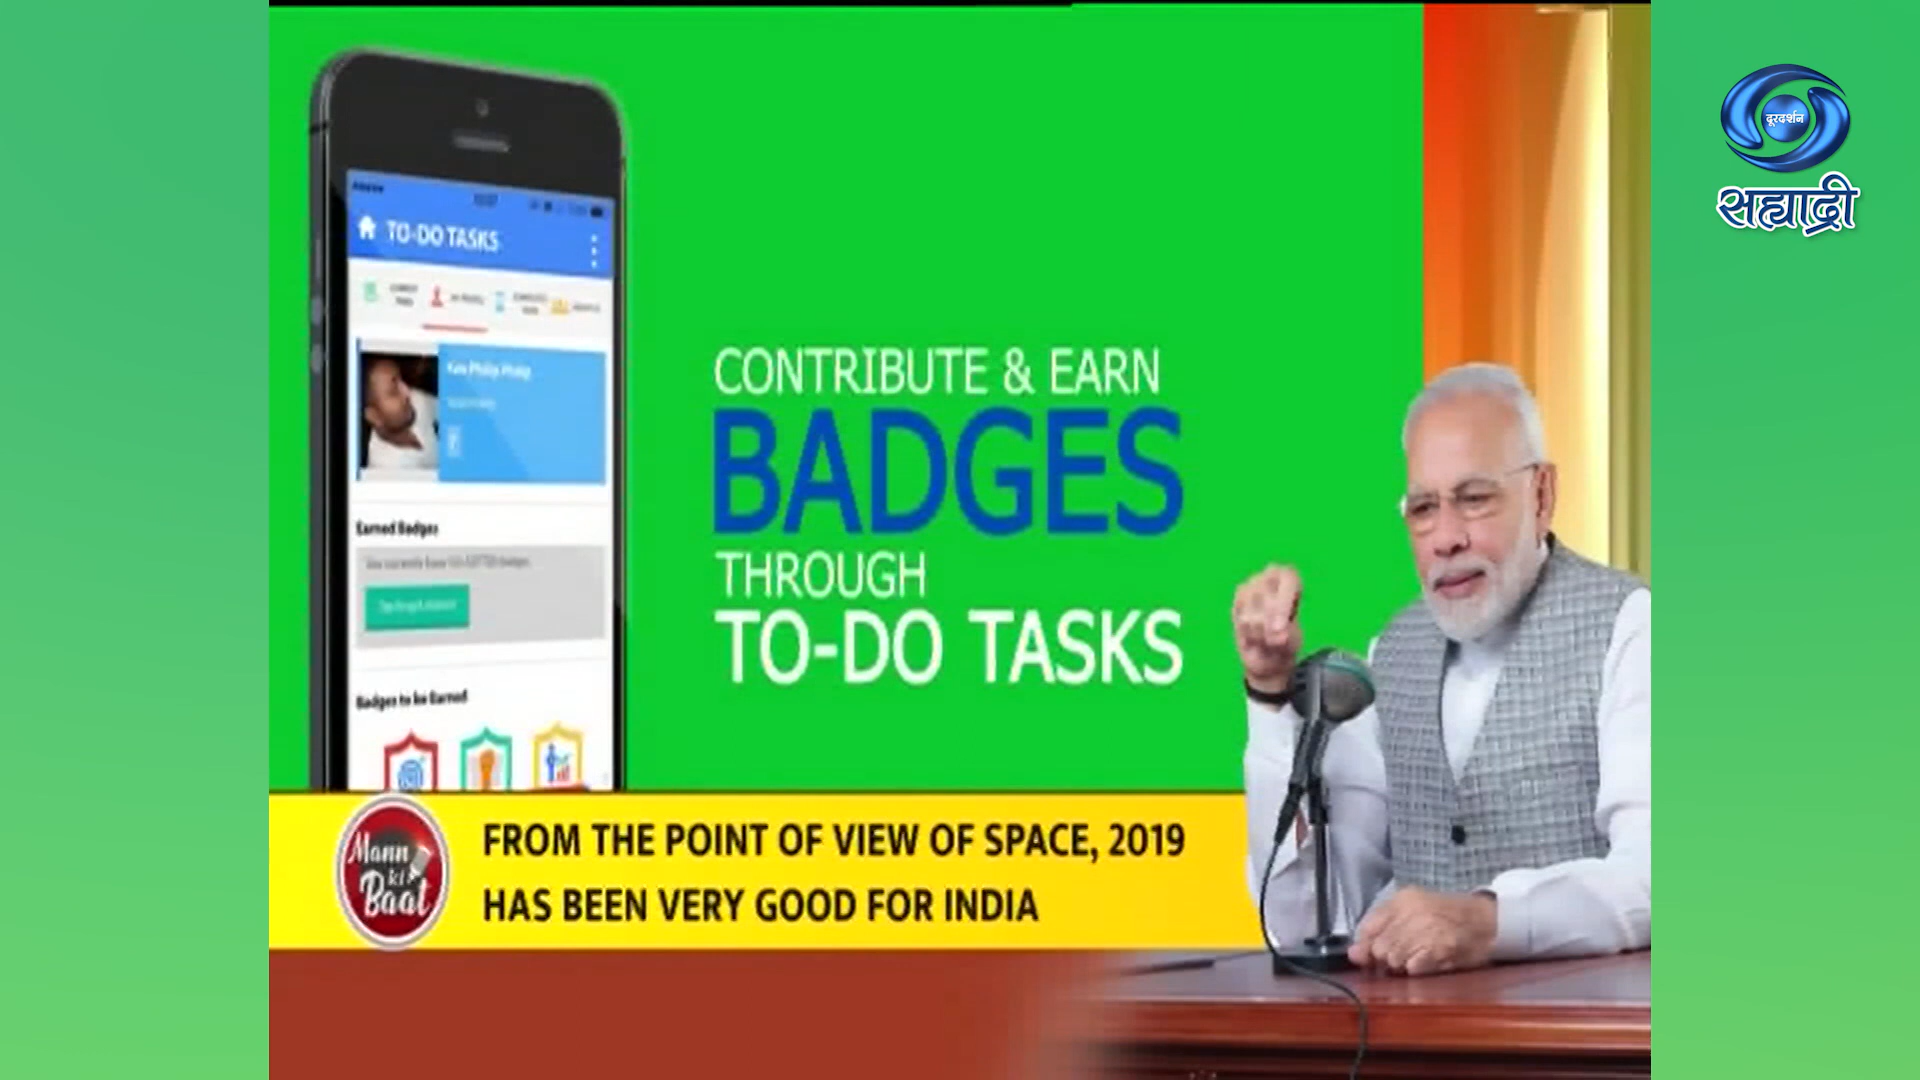 दूरदर्शन
सह्याद्री
TO-DO TASKS
Earned Badges
Badges to be Earned
CONTRIBUTE & EARN
BADGES
THROUGH
TO-DO TASKS
Mann
ki
Baat
FROM THE POINT OF VIEW OF SPACE, 2019
HAS BEEN VERY GOOD FOR INDIA